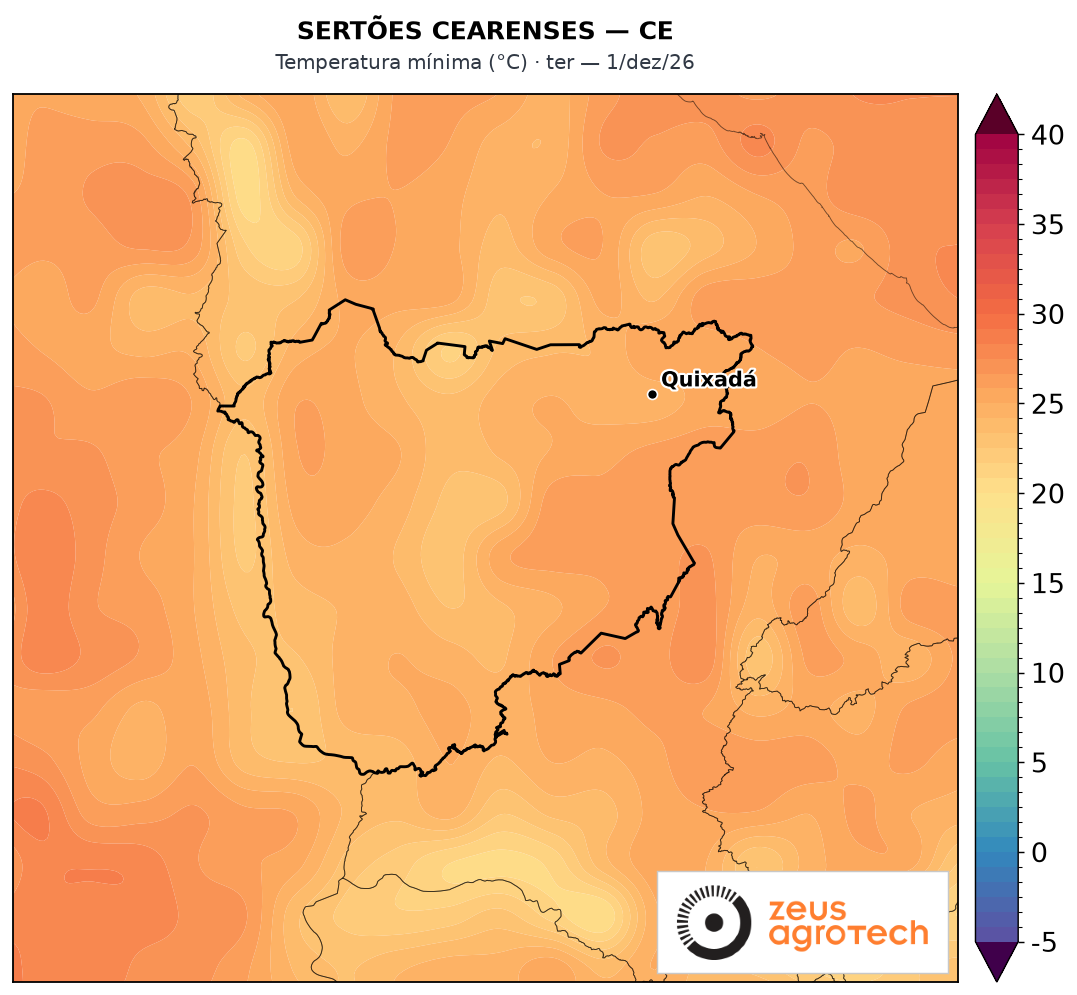 SERTÕES CEARENSES — CE
Temperatura mínima (°C) · ter — 1/dez/26
Quixadá
40
35
30
25
20
15
10
5
0
-5
zeus
agrotech